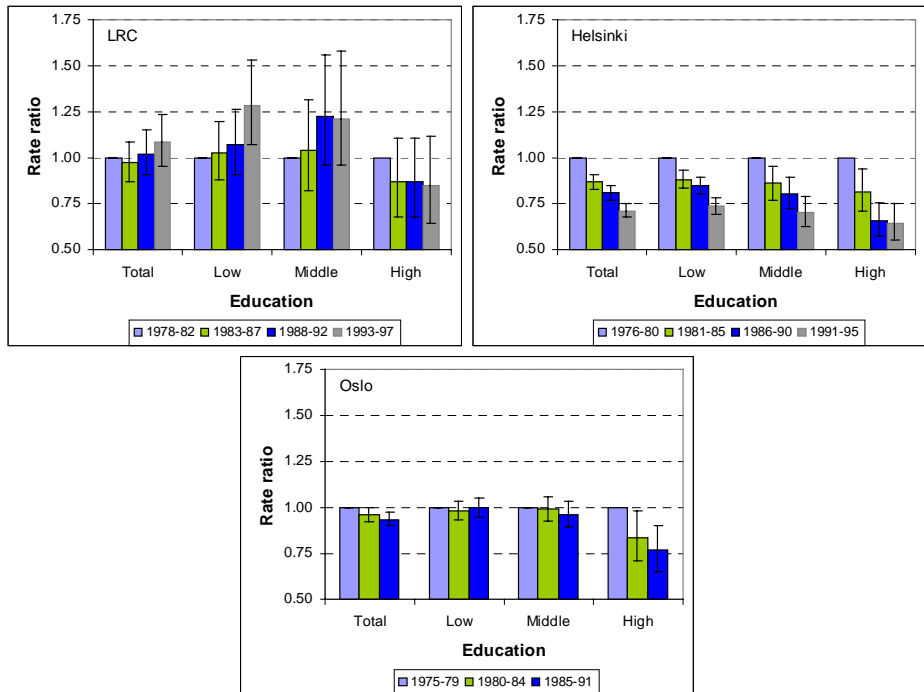 LRC
1.75
1.50
1.25
1.00
0.75
0.50
Rate ratio
Total Low Middle High
Education
1978-82 1983-87 1988-92 1993-97
Helsinki
1.75
1.50
1.25
1.00
0.75
0.50
Rate ratio
Total Low Middle High
Education
1976-80 1981-85 1986-90 1991-95
Oslo
1.75
1.50
1.25
1.00
0.75
0.50
Rate ratio
Total Low Middle High
Education
1975-79 1980-84 1985-91